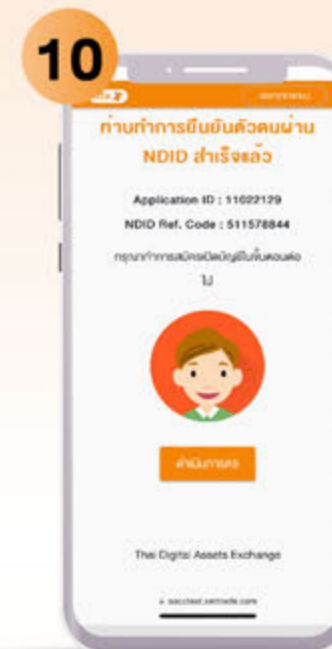 10
ท่านทำการยืนยันตัวตนผ่าน
NDID สำเร็จแล้ว
Application ID : 11022129
NDID Ref. Code : 511578844
กรุณาทำการสมัครเปิดบัญชีในขั้นตอนต่อ
ไป
ดำเนินการต่อ
Thai Digital Assets Exchange